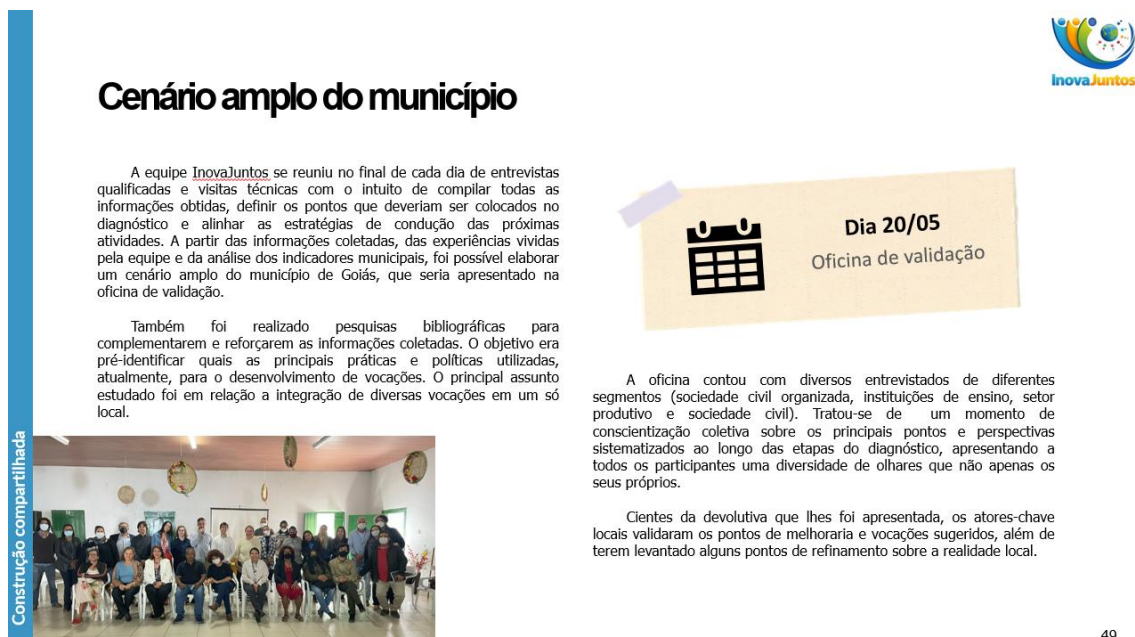 InovaJuntos
Cenário amplo do município
A equipe InovaJuntos se reuniu no final de cada dia de entrevistas
qualificadas e visitas técnicas com o intuito de compilar todas as
informações obtidas, definir os pontos que deveriam ser colocados no
diagnóstico e alinhar as estratégias de condução das próximas
atividades. A partir das informações coletadas, das experiências vividas
pela equipe e da análise dos indicadores municipais, foi possível elaborar
um cenário amplo do município de Goiás, que seria apresentado na
oficina de validação.
Também foi realizado pesquisas bibliográficas para
complementarem e reforçarem as informações coletadas. O objetivo era
pré-identificar quais as principais práticas e políticas utilizadas,
atualmente, para o desenvolvimento de vocações. O principal assunto
estudado foi em relação a integração de diversas vocações em um só
local.
Dia 20/05
Oficina de validação
A oficina contou com diversos entrevistados de diferentes
segmentos (sociedade civil organizada, instituições de ensino, setor
produtivo e sociedade civil). Tratou-se de um momento de
conscientização coletiva sobre os principais pontos e perspectivas
sistematizados ao longo das etapas do diagnóstico, apresentando a
todos os participantes uma diversidade de olhares que não apenas os
seus próprios.
Cientes da devolutiva que lhes foi apresentada, os atores-chave
locais validaram os pontos de melhoraria e vocações sugeridos, além de
terem levantado alguns pontos de refinamento sobre a realidade local.
Construção compartilhada
49